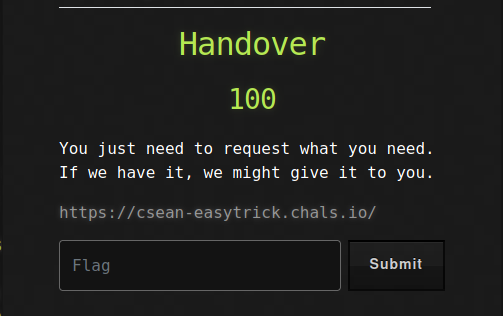 Handover
100
You just need to request what you need.
If we have it, we might give it to you.
https://csean-easytrick.chals.io/
Flag
Submit